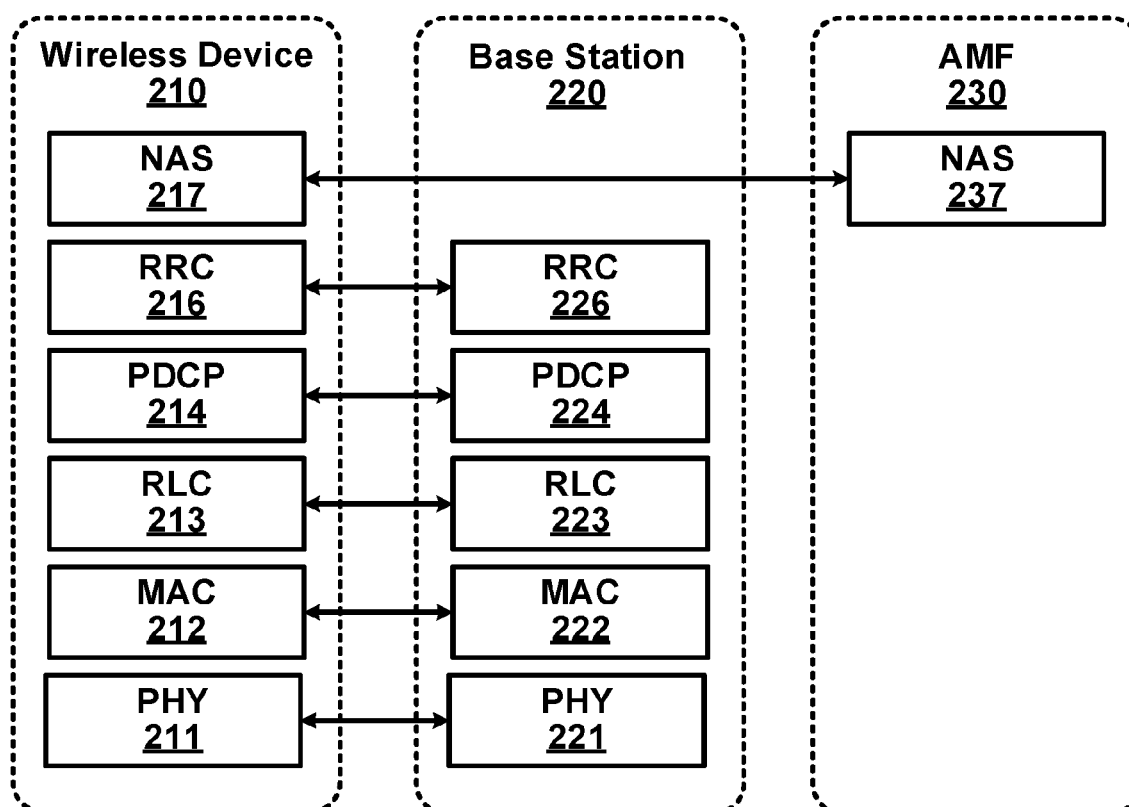 Wireless Device
210
Base Station
220
AMF
230
NAS
217
NAS
237
RRC
216
RRC
226
PDCP
214
PDCP
224
RLC
213
RLC
223
MAC
212
MAC
222
PHY
211
PHY
221